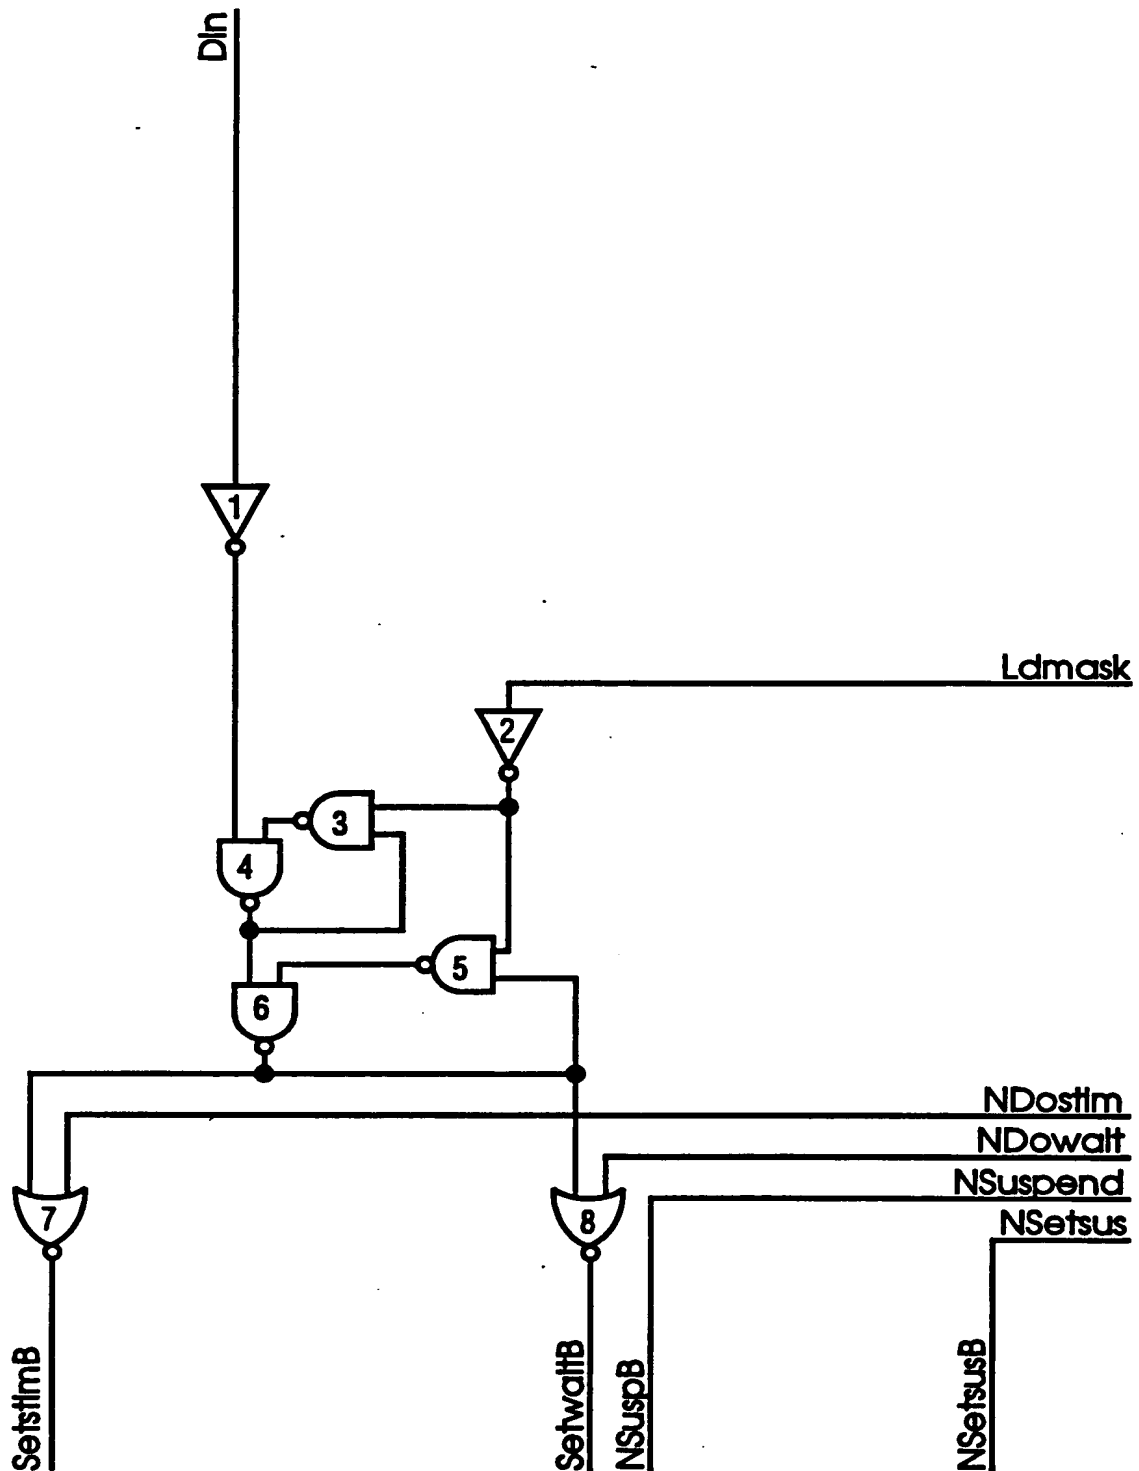 DIn
1
Ldmask
2
3
4
5
6
NDostim
NDowait
NSuspend
NSetsus
7
8
SetstimB
SetwaitB
NSuspB
NSetsusB